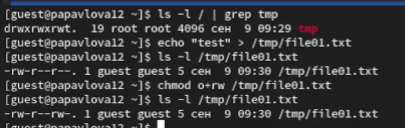 [guest@papavlova12 ~]$ ls -l / | grep tmp
drwxrwxrwt.  19 root root 4096 сен  9 09:29 tmp
[guest@papavlova12 ~]$ echo "test" > /tmp/file01.txt
[guest@papavlova12 ~]$ ls -l /tmp/file01.txt
-rw-r--r--. 1 guest guest 5 сен  9 09:30 /tmp/file01.txt
[guest@papavlova12 ~]$ chmod o+rw /tmp/file01.txt
[guest@papavlova12 ~]$ ls -l /tmp/file01.txt
-rw-r--rw-. 1 guest guest 5 сен  9 09:30 /tmp/file01.txt
[guest@papavlova12 ~]$